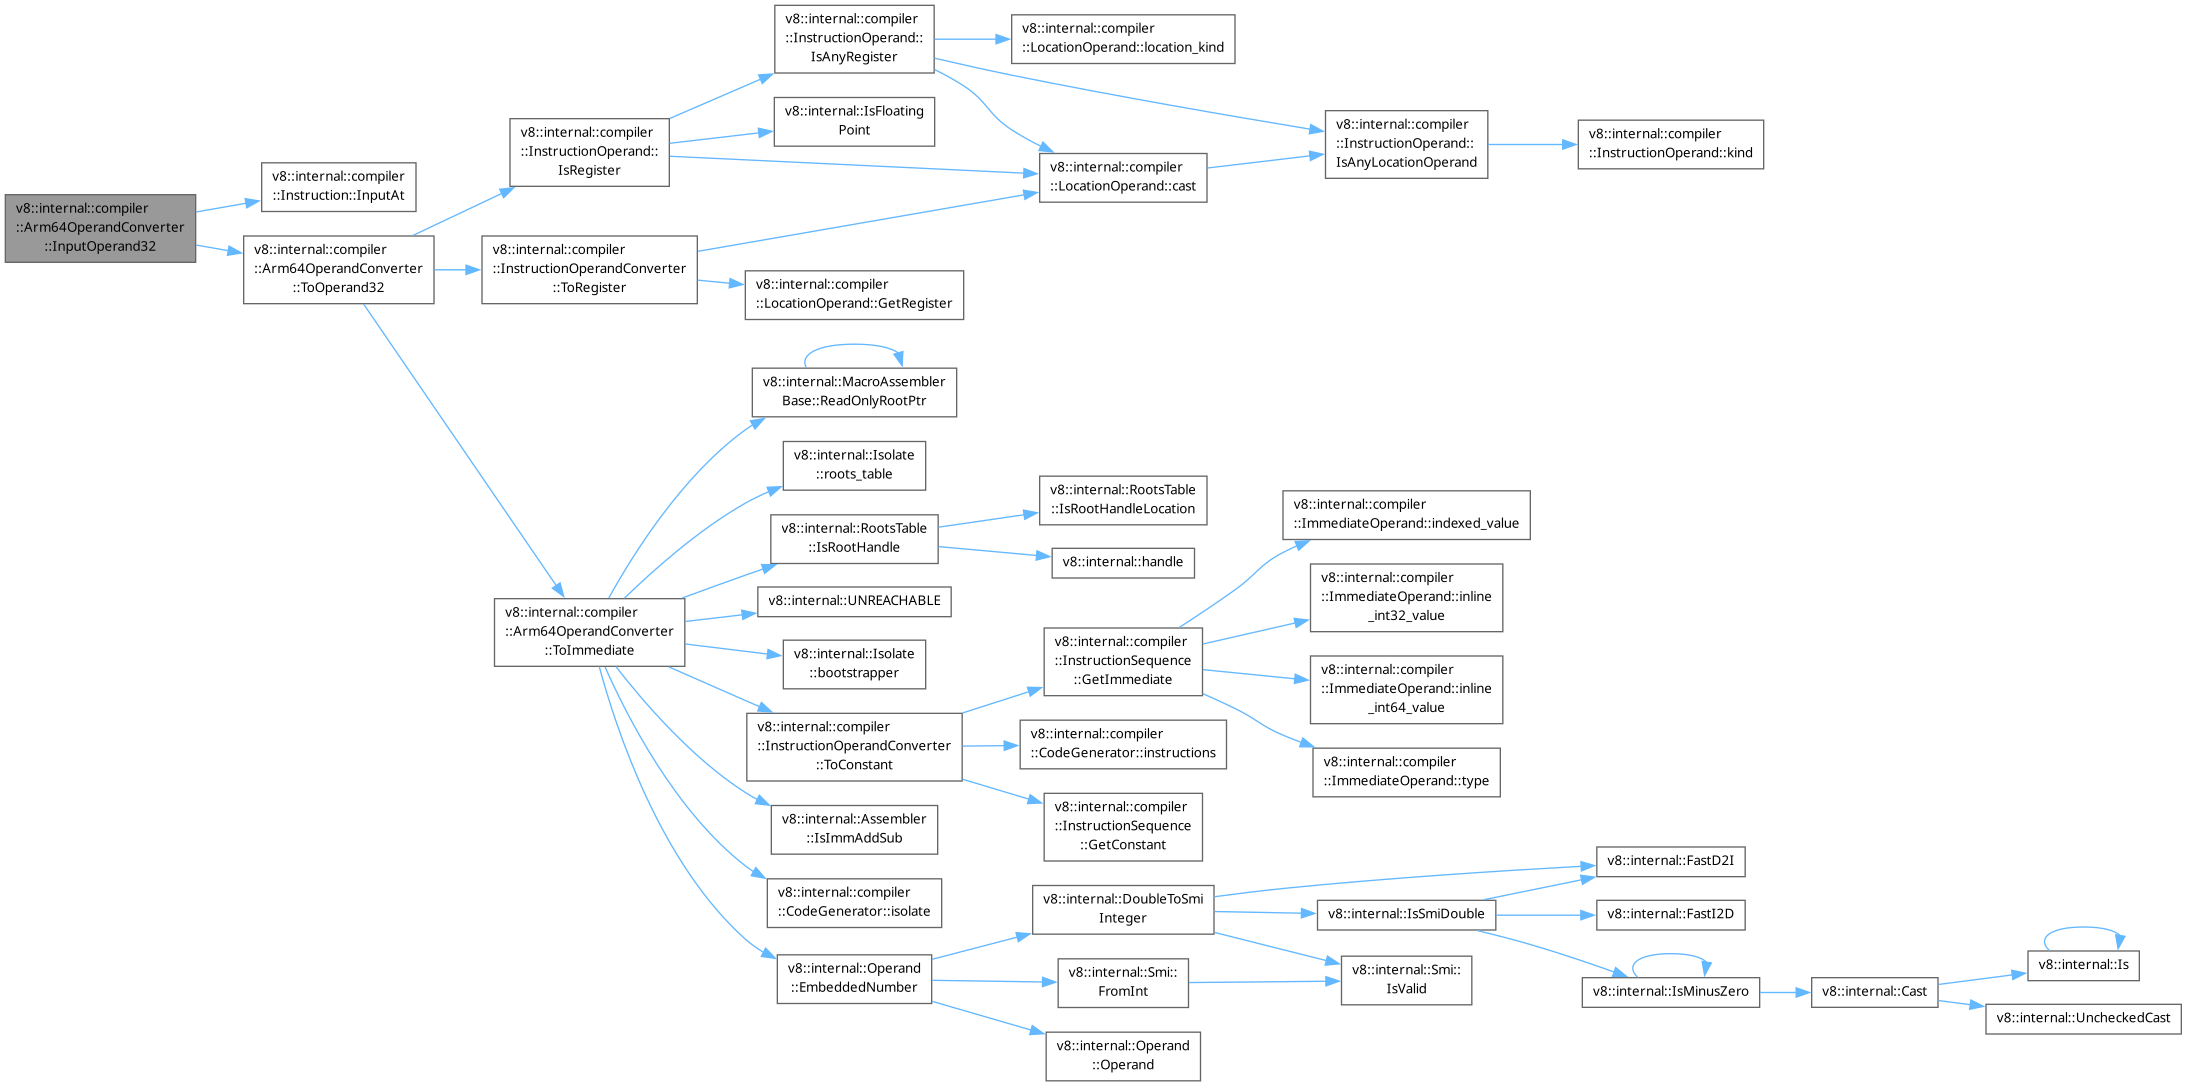 v8::internal::compiler
::Arm64OperandConverter
::InputOperand32
v8::internal::compiler
::Instruction::InputAt
v8::internal::compiler
::Arm64OperandConverter
::ToOperand32
v8::internal::compiler
::InstructionOperand::
IsRegister
v8::internal::compiler
::InstructionOperandConverter
::ToRegister
v8::internal::compiler
::Arm64OperandConverter
::ToImmediate
v8::internal::compiler
::InstructionOperand::
IsAnyRegister
v8::internal::IsFloating
Point
v8::internal::compiler
::LocationOperand::GetRegister
v8::internal::MacroAssembler
Base::ReadOnlyRootPtr
v8::internal::Isolate
::roots_table
v8::internal::RootsTable
::IsRootHandle
v8::internal::UNREACHABLE
v8::internal::Isolate
::bootstrapper
v8::internal::compiler
::InstructionOperandConverter
::ToConstant
v8::internal::Assembler
::IsImmAddSub
v8::internal::compiler
::CodeGenerator::isolate
v8::internal::Operand
::EmbeddedNumber
v8::internal::compiler
::LocationOperand::location_kind
v8::internal::compiler
::LocationOperand::cast
v8::internal::RootsTable
::IsRootHandleLocation
v8::internal::handle
v8::internal::compiler
::InstructionSequence
::GetImmediate
v8::internal::compiler
::CodeGenerator::instructions
v8::internal::compiler
::InstructionSequence
::GetConstant
v8::internal::DoubleToSmi
Integer
v8::internal::Smi::
FromInt
v8::internal::Operand
::Operand
v8::internal::compiler
::InstructionOperand::
IsAnyLocationOperand
v8::internal::compiler
::ImmediateOperand::indexed_value
v8::internal::compiler
::ImmediateOperand::inline
_int32_value
v8::internal::compiler
::ImmediateOperand::inline
_int64_value
v8::internal::compiler
::ImmediateOperand::type
v8::internal::IsSmiDouble
v8::internal::Smi::
IsValid
v8::internal::compiler
::InstructionOperand::kind
v8::internal::FastD2I
v8::internal::FastI2D
v8::internal::IsMinusZero
v8::internal::Cast
v8::internal::Is
v8::internal::UncheckedCast